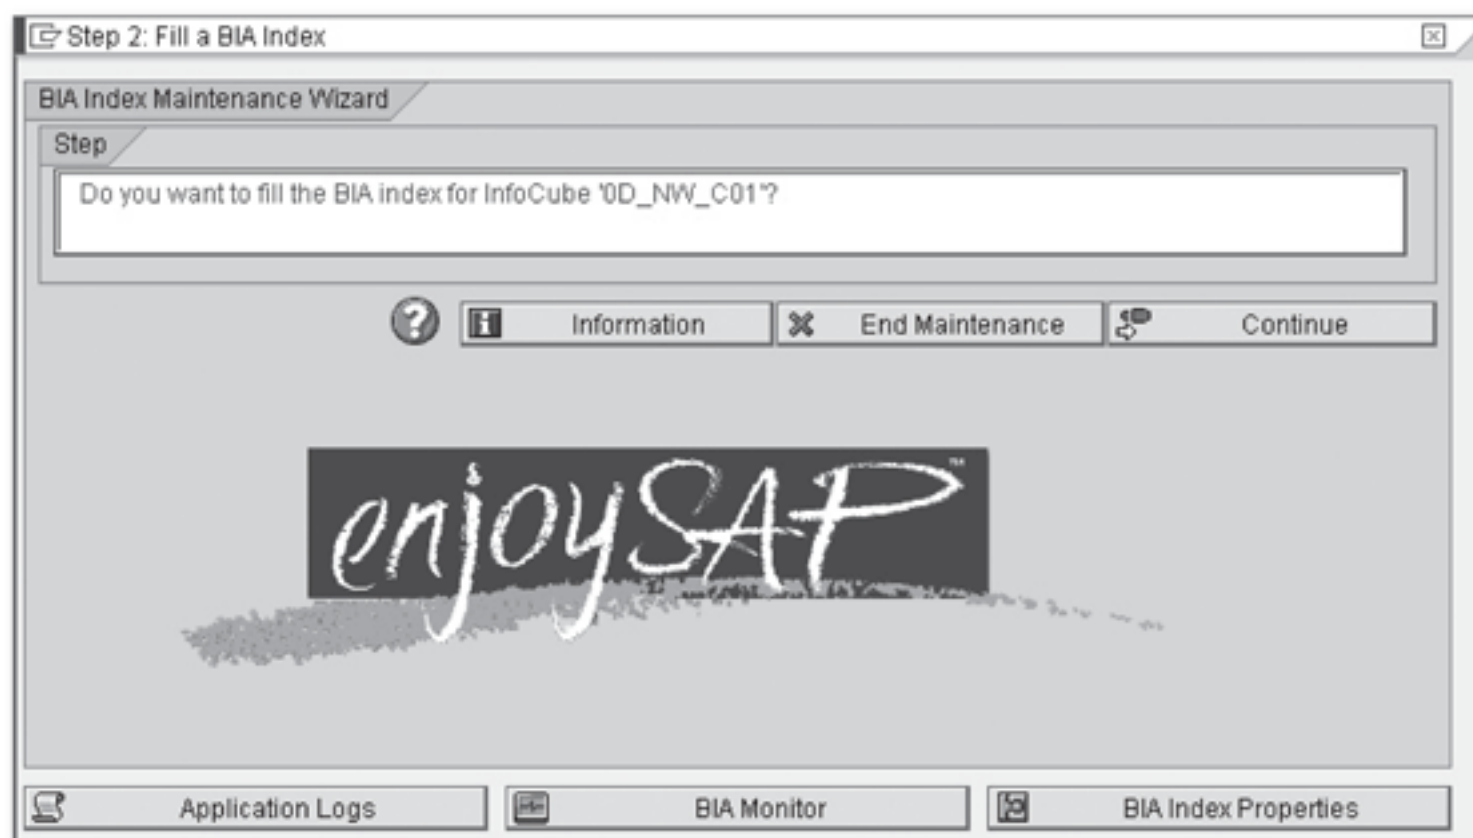 Step 2: Fill a BIA Index
BIA Index Maintenance Wizard
Step
Do you want to fill the BIA index for InfoCube '0D_NW_C01'?
Information End Maintenance Continue
enjoySAP™
Application Logs BIA Monitor BIA Index Properties